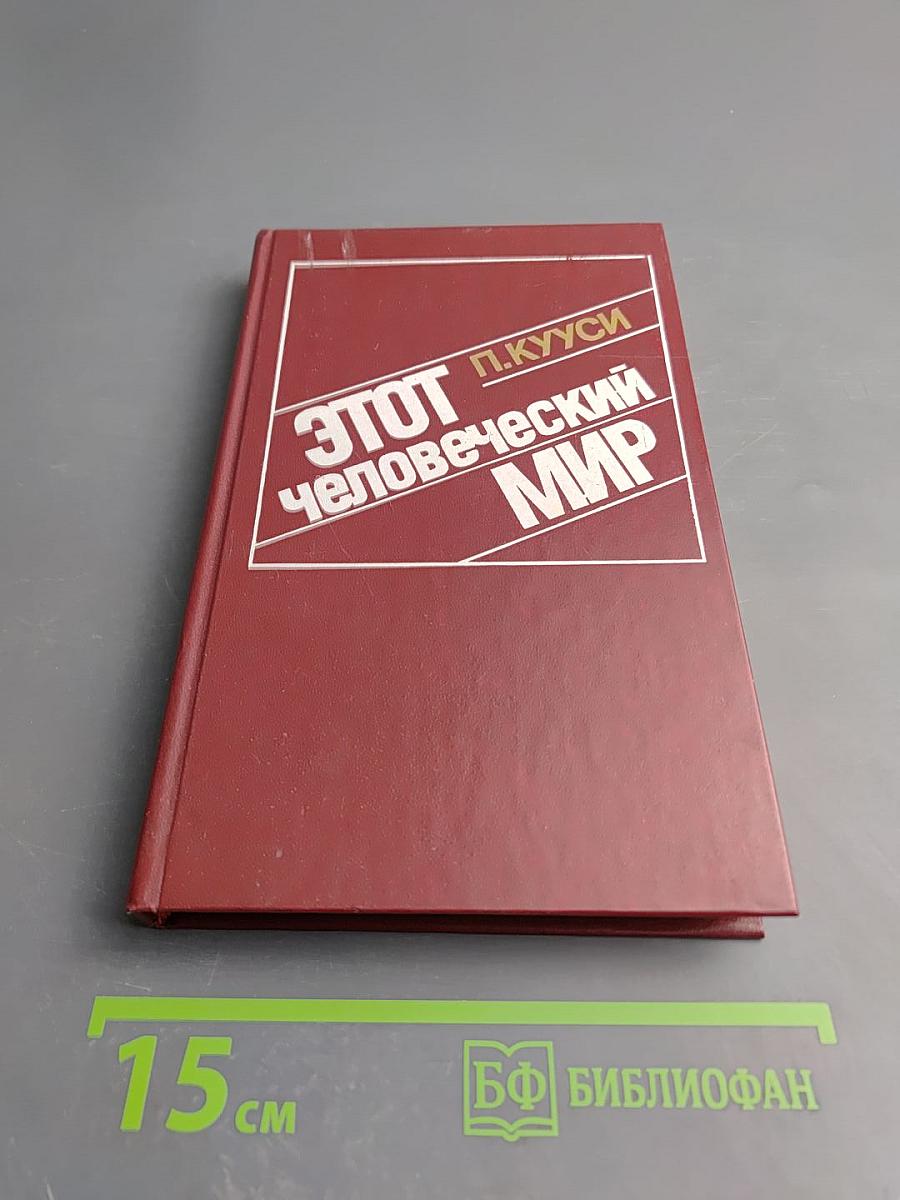 П.КУУСИ
ЭТОТ
человеческий
МИР
15 см
БФ БИБЛИОФАН